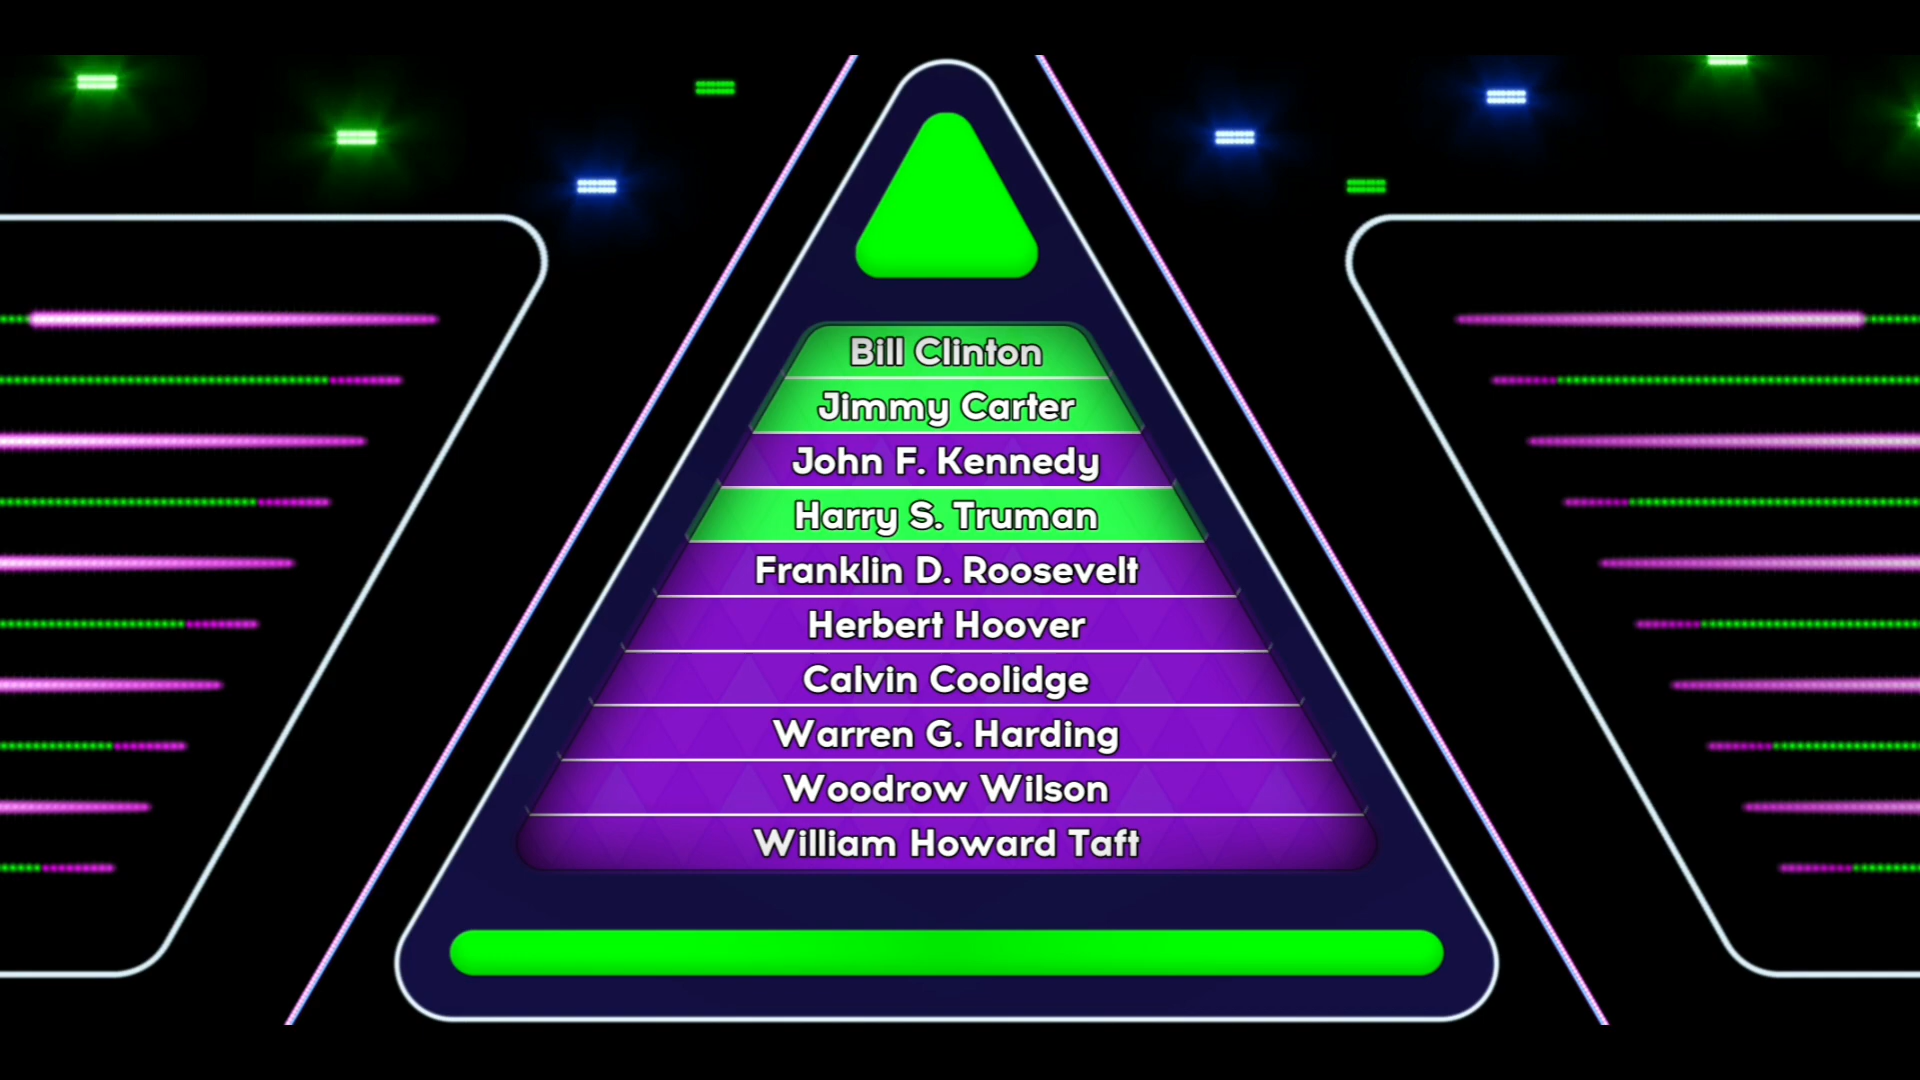 Bill Clinton
Jimmy Carter
John F. Kennedy
Harry S. Truman
Franklin D. Roosevelt
Herbert Hoover
Calvin Coolidge
Warren G. Harding
Woodrow Wilson
William Howard Taft